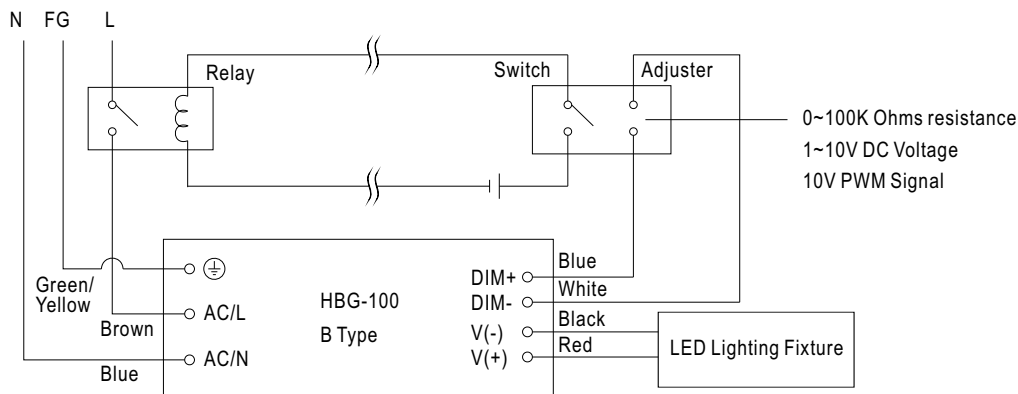 N FG L
Relay
Switch
Adjuster
0~100K Ohms resistance
1~10V DC Voltage
10V PWM Signal
Green/
Yellow
Brown
Blue
AC/L
AC/N
HBG-100
B Type
DIM+
DIM-
V(-)
V(+)
Blue
White
Black
Red
LED Lighting Fixture